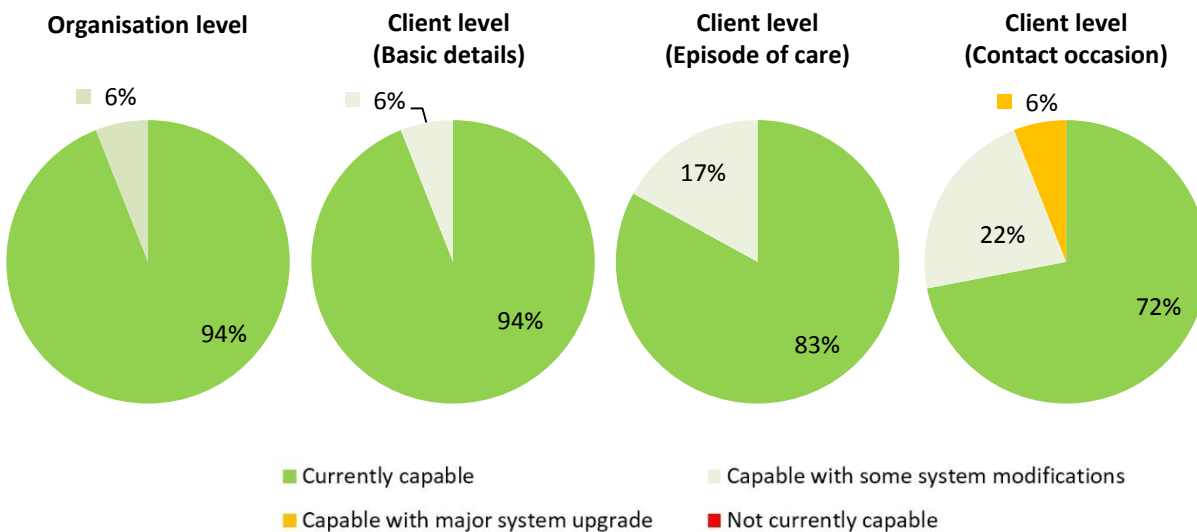 Organisation level
Client level
(Basic details)
Client level
(Episode of care)
Client level
(Contact occasion)
6%
94%
6%
94%
17%
83%
6%
22%
72%
Currently capable
Capable with some system modifications
Capable with major system upgrade
Not currently capable